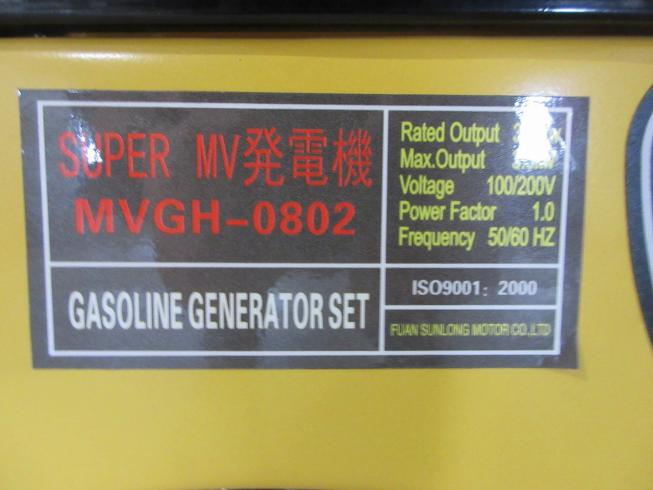 SUPER MV発電機
MVGH-0802
GASOLINE GENERATOR SET
Rated Output
Max.Output
Voltage 100/200V
Power Factor 1.0
Frequency 50/60 HZ
ISO9001: 2000
FUAN SUNLONG MOTOR CO.,LTD